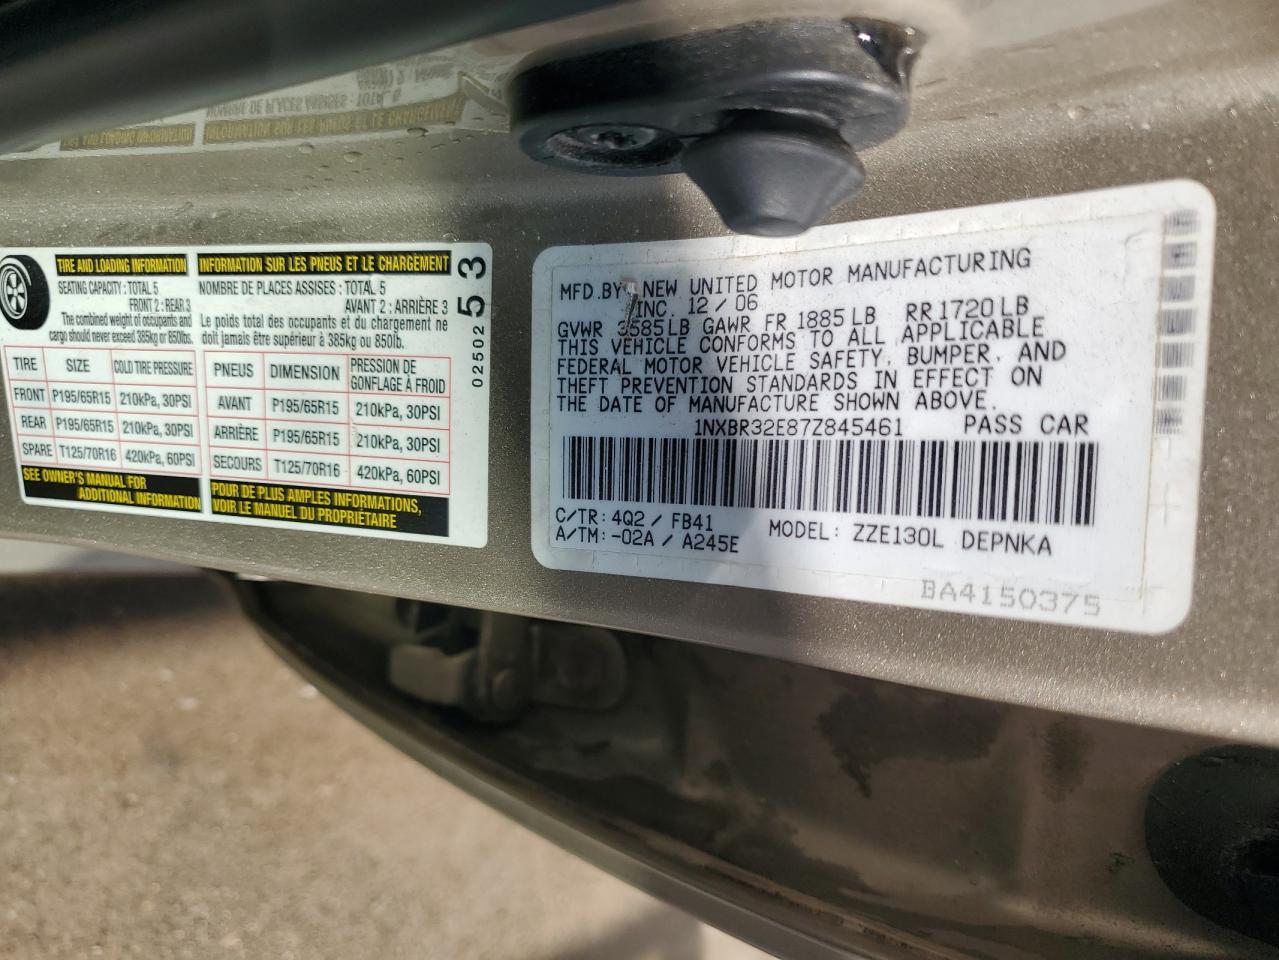 TIRE AND LOADING INFORMATION
SEATING CAPACITY : TOTAL 5
FRONT 2 : REAR 3
The combined weight of occupants and
cargo should never exceed 385kg or 850lbs.
TIRE SIZE COLD TIRE PRESSURE
FRONT P195/65R15 210kPa, 30PSI
REAR P195/65R15 210kPa, 30PSI
SPARE T125/70R16 420kPa, 60PSI
SEE OWNER'S MANUAL FOR
ADDITIONAL INFORMATION
INFORMATION SUR LES PNEUS ET LE CHARGEMENT
NOMBRE DE PLACES ASSISES : TOTAL 5
AVANT 2 : ARRIÈRE 3
Le poids total des occupants et du chargement ne
doit jamais être supérieur à 385kg ou 850lb.
PNEUS DIMENSION PRESSION DE
GONFLAGE À FROID
AVANT P195/65R15 210kPa, 30PSI
ARRIÈRE P195/65R15 210kPa, 30PSI
SECOURS T125/70R16 420kPa, 60PSI
POUR DE PLUS AMPLES INFORMATIONS,
VOIR LE MANUEL DU PROPRIÉTAIRE
02502 53
MFD.BY NEW UNITED MOTOR MANUFACTURING
INC. 12/06
GVWR 3585LB GAWR FR 1885LB RR1720LB
THIS VEHICLE CONFORMS TO ALL APPLICABLE
FEDERAL MOTOR VEHICLE SAFETY, BUMPER, AND
THEFT PREVENTION STANDARDS IN EFFECT ON
THE DATE OF MANUFACTURE SHOWN ABOVE.
1NXBR32E87Z845461 PASS CAR
C/TR: 4Q2 / FB41
A/TM: -02A / A245E
MODEL: ZZE130L DEPNKA
BA4150375